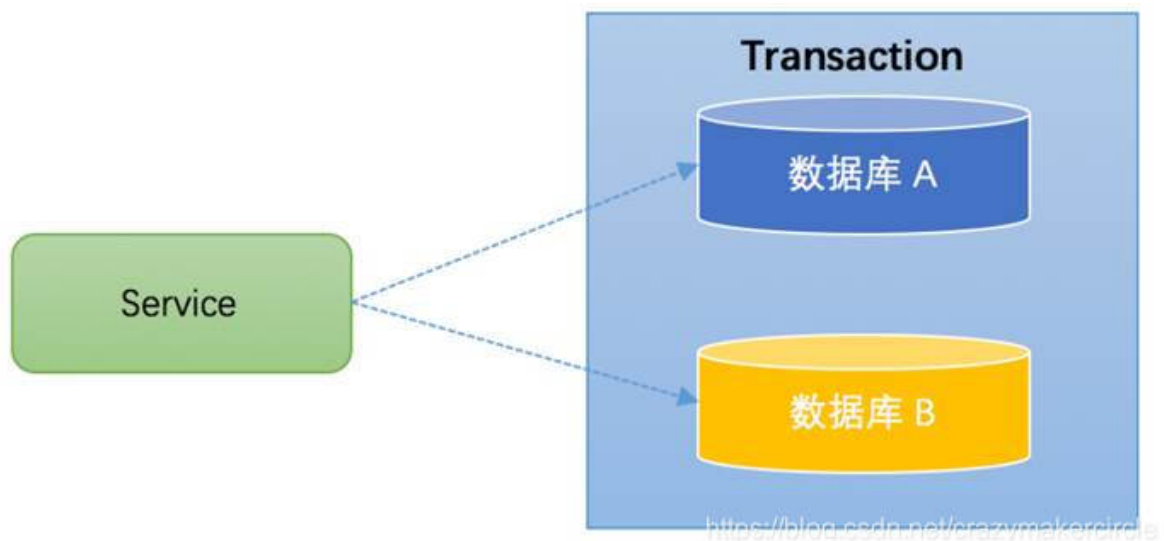 Transaction
数据库 A
Service
数据库 B
https://blog.csdn.net/crazymakercircle